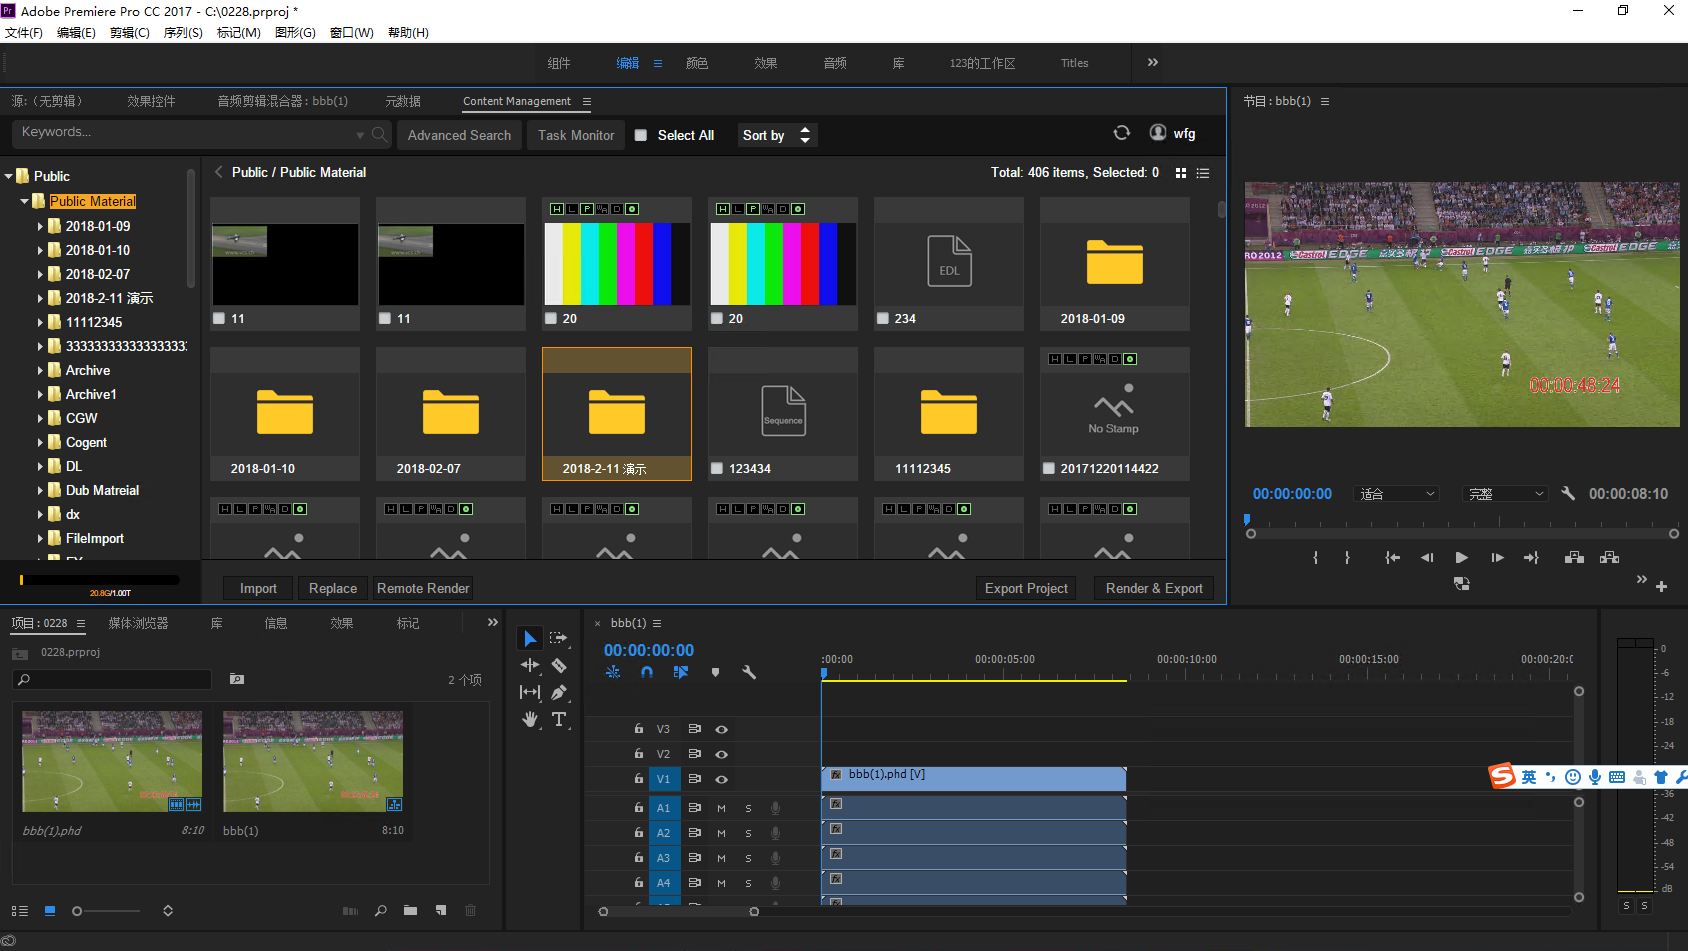 Pr Adobe Premiere Pro CC 2017 - C:\0228.prproj *
文件(F) 编辑(E) 剪辑(C) 序列(S) 标记(M) 图形(G) 窗口(W) 帮助(H)
组件 编辑 颜色 效果 音频 库 123的工作区 Titles
源:（无剪辑） 效果控件 音频剪辑混合器: bbb(1) 元数据 Content Management
节目: bbb(1)
Keywords... Advanced Search Task Monitor Select All Sort by wfg
Public / Public Material Total: 406 items, Selected: 0
Public
Public Material
2018-01-09
2018-01-10
2018-02-07
2018-2-11 演示
11112345
Archive
Archive1
CGW
Cogent
DL
Dub Matreial
dx
FileImport
20.8G/1.00T
H L P D
H L P D
EDL
11 11 20 20 234 2018-01-09
H L P D
Sequence
No Stamp
2018-01-10 2018-02-07 2018-2-11 演示 123434 11112345 20171220114422
H L P D H L P D H L P D H L P D H L P D H L P D
Import Replace Remote Render Export Project Render & Export
RO2012 Castrol EDGE Castrol EDGE
00:00:48:24
00:00:00:00 适合 完整 00:00:08:10
项目: 0228 媒体浏览器 库 信息 效果 标记
0228.prproj
2 个项
bbb(1).phd 8:10 bbb(1) 8:10
bbb(1)
00:00:00:00
:00:00 00:00:05:00 00:00:10:00 00:00:15:00
V3
V2
V1 bbb(1).phd [V]
A1 M S
A2 M S
A3 M S
A4 M S
fx
fx
fx
fx
fx
0
-6
-12
-18
-24
-36
-42
-48
-54
dB
S S
S 英